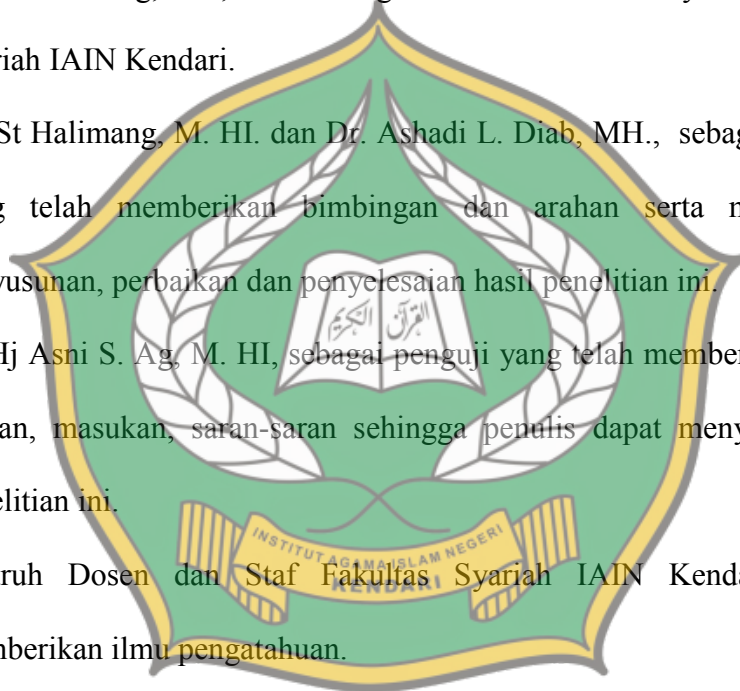 riah IAIN Kendari.
St Halimang, M. HI. dan Dr. Ashadi L. Diab, MH., sebag
g telah memberikan bimbingan dan arahan serta m
yusunan, perbaikan dan penyelesaian hasil penelitian ini.
القرآن الكريم
Hj Asni S. Ag, M. HI, sebagai penguji yang telah member
an, masukan, saran-saran sehingga penulis dapat meny
elitian ini.
INSTITUT AGAMA ISLAM NEGERI
KENDARI
ruh Dosen dan Staf Fakultas Syariah IAIN Kenda
mberikan ilmu pengatahuan.